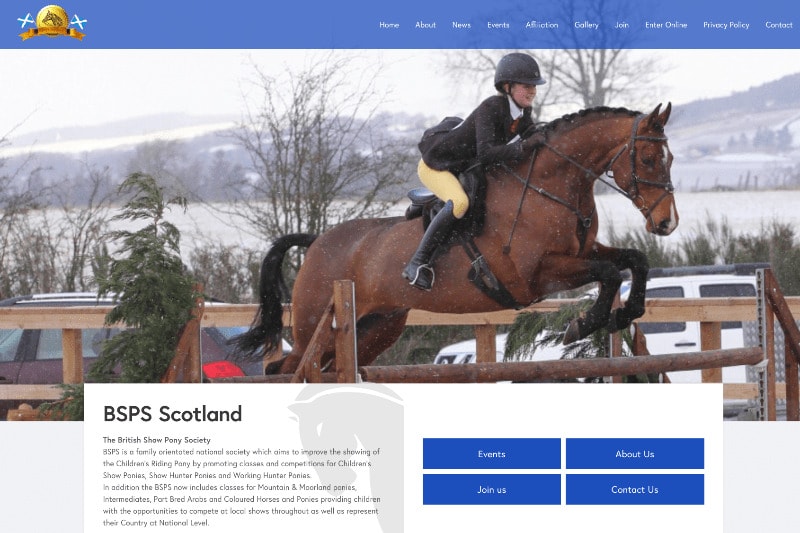 Home About News Events Affiliation Gallery Join Enter Online Privacy Policy Contact
BSPS Scotland
The British Show Pony Society
BSPS is a family orientated national society which aims to improve the showing of
the Children's Riding Pony by promoting classes and competitions for Children's
Show Ponies, Show Hunter Ponies and Working Hunter Ponies.
In addition the BSPS now includes classes for Mountain & Moorland ponies,
Intermediates, Part Bred Arabs and Coloured Horses and Ponies providing children
with the opportunities to compete at local shows throughout as well as represent
their Country at National Level.
Events About Us
Join us Contact Us